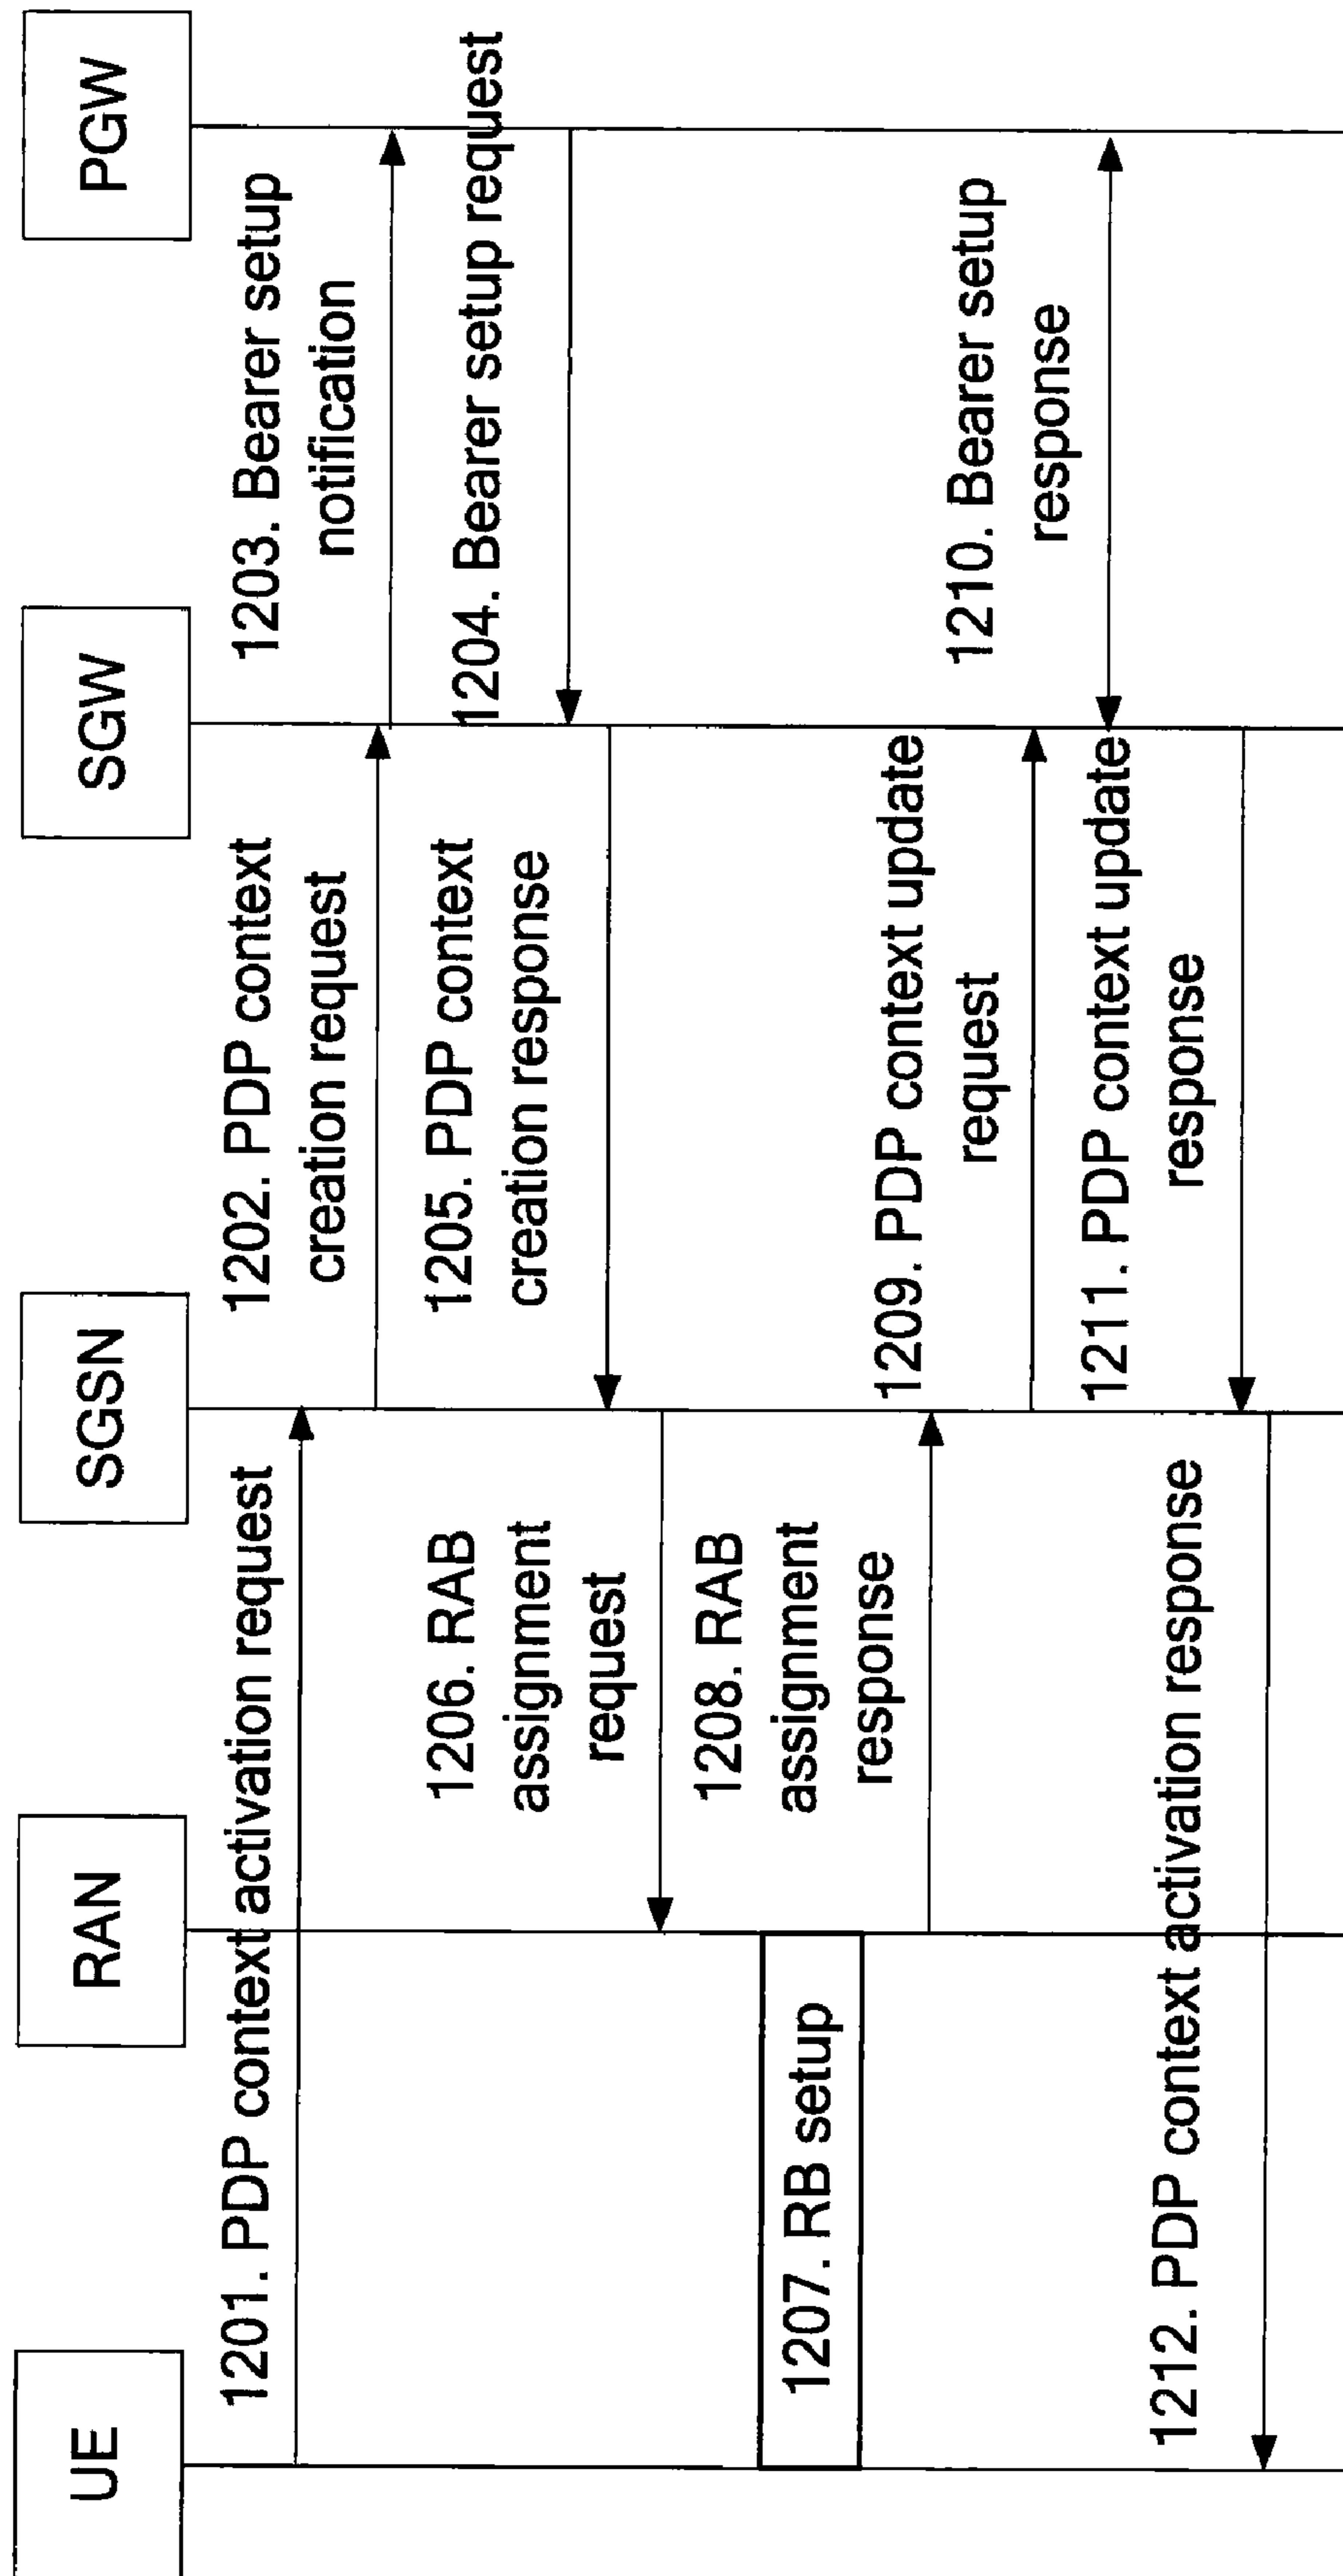 UE
RAN
SGSN
SGW
PGW
1201. PDP context activation request
1202. PDP context
creation request
1203. Bearer setup
notification
1204. Bearer setup request
1205. PDP context
creation response
1206. RAB
assignment
request
1207. RB setup
1208. RAB
assignment
response
1209. PDP context update
request
1210. Bearer setup
response
1211. PDP context update
response
1212. PDP context activation response